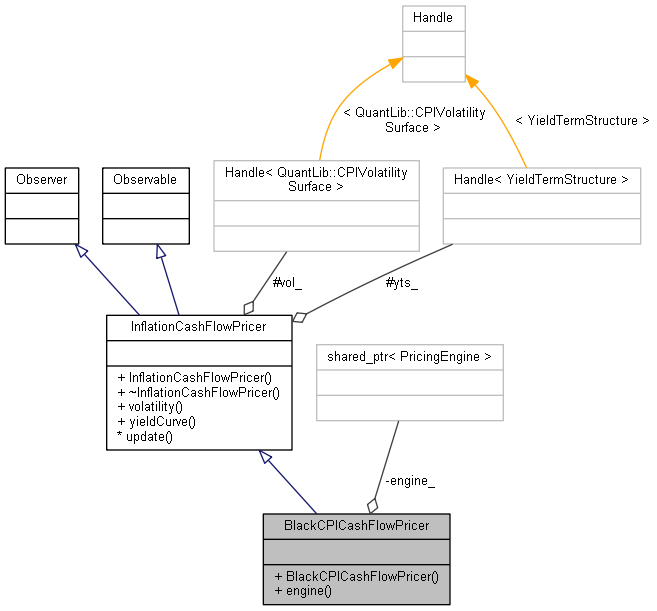 Handle
< QuantLib::CPIVolatility
Surface >
< YieldTermStructure >
Observer
Observable
Handle< QuantLib::CPIVolatility
Surface >
Handle< YieldTermStructure >
#vol_
#yts_
InflationCashFlowPricer
+ InflationCashFlowPricer()
+ ~InflationCashFlowPricer()
+ volatility()
+ yieldCurve()
* update()
shared_ptr< PricingEngine >
-engine_
BlackCPICashFlowPricer
+ BlackCPICashFlowPricer()
+ engine()